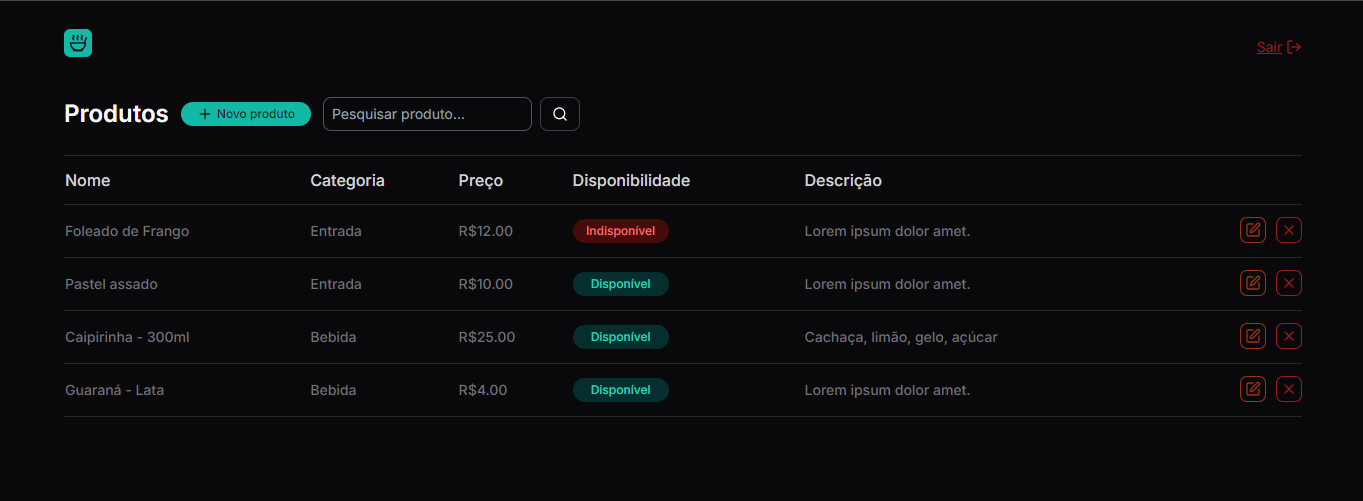 Sair
Produtos Novo produto Pesquisar produto...
Nome Categoria Preço Disponibilidade Descrição
Foleado de Frango Entrada R$12.00 Indisponível Lorem ipsum dolor amet.
Pastel assado Entrada R$10.00 Disponível Lorem ipsum dolor amet.
Caipirinha - 300ml Bebida R$25.00 Disponível Cachaça, limão, gelo, açúcar
Guaraná - Lata Bebida R$4.00 Disponível Lorem ipsum dolor amet.